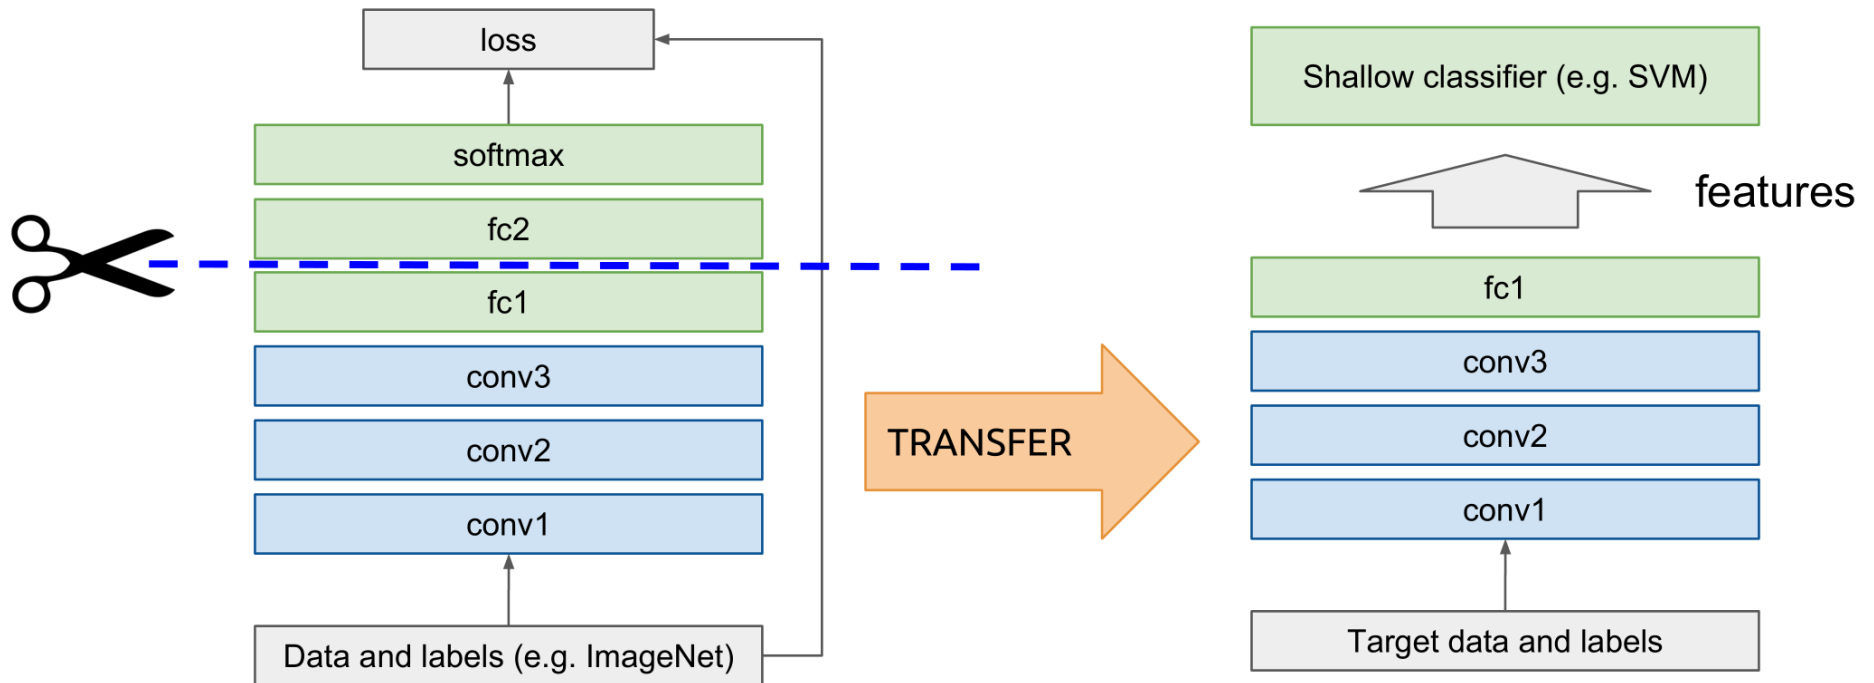 loss
softmax
fc2
fc1
conv3
conv2
conv1
Data and labels (e.g. ImageNet)
TRANSFER
Shallow classifier (e.g. SVM)
features
fc1
conv3
conv2
conv1
Target data and labels